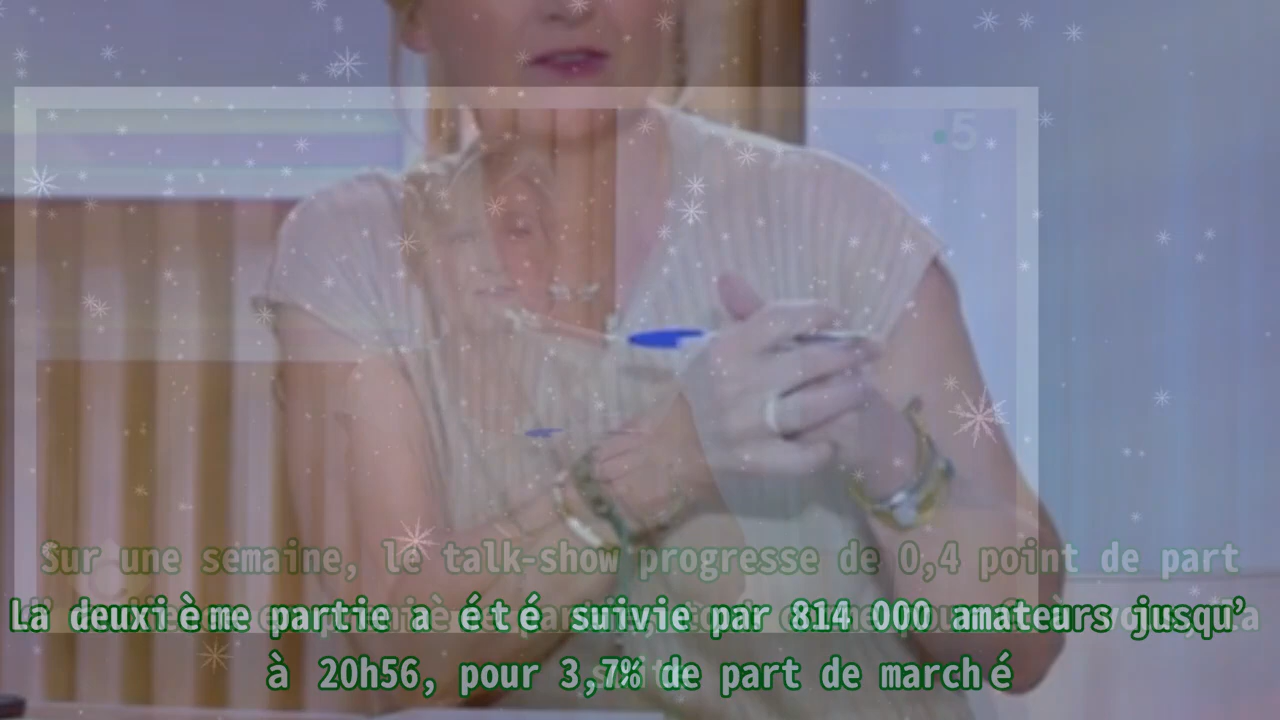 5
Sur une semaine, le talk-show progresse de 0,4 point de part
La deuxième partie a été suivie par 814 000 amateurs jusqu’
à 20h56, pour 3,7% de part de marché